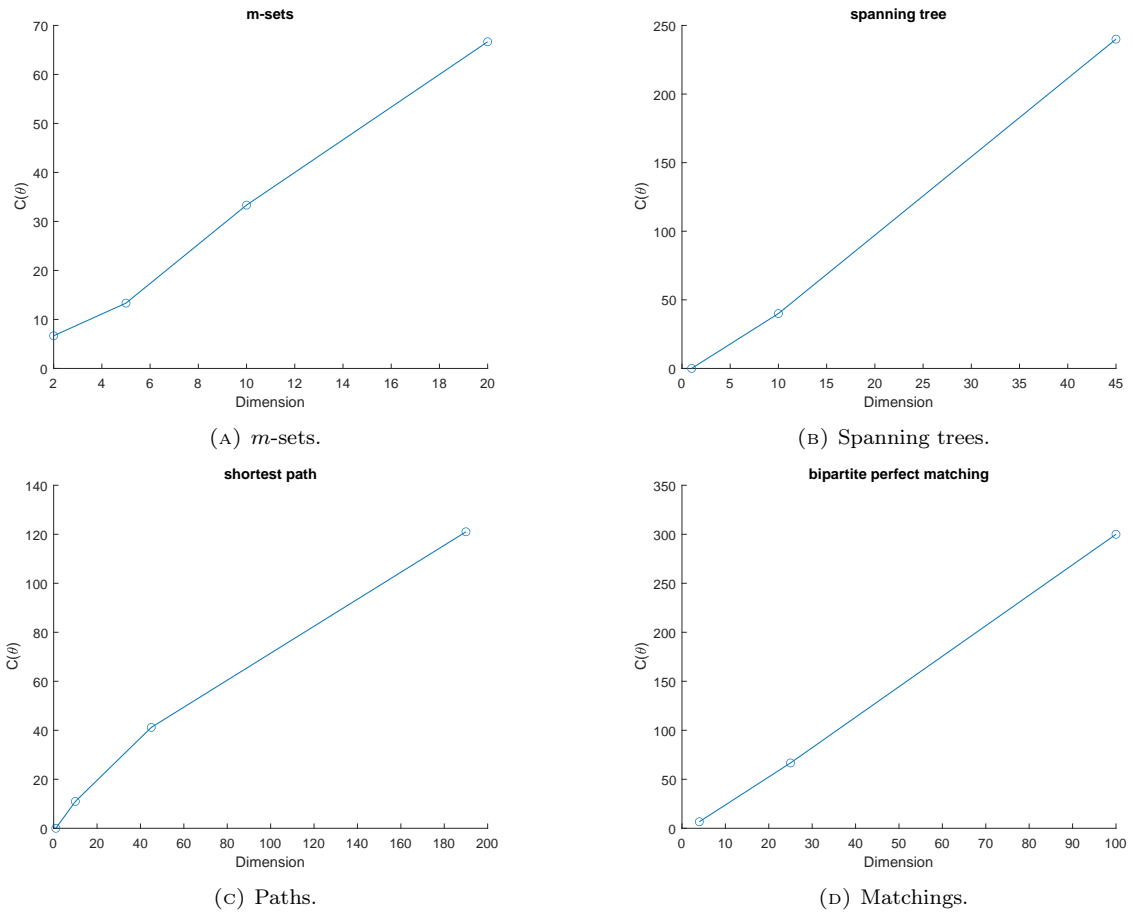 m-sets
70
60
50
40
30
20
10
0
C(θ)
2 4 6 8 10 12 14 16 18 20
Dimension
(A) m-sets.
spanning tree
250
200
150
100
50
0
C(θ)
0 5 10 15 20 25 30 35 40 45
Dimension
(B) Spanning trees.
shortest path
140
120
100
80
60
40
20
0
C(θ)
0 20 40 60 80 100 120 140 160 180 200
Dimension
(C) Paths.
bipartite perfect matching
350
300
250
200
150
100
50
0
C(θ)
0 10 20 30 40 50 60 70 80 90 100
Dimension
(D) Matchings.